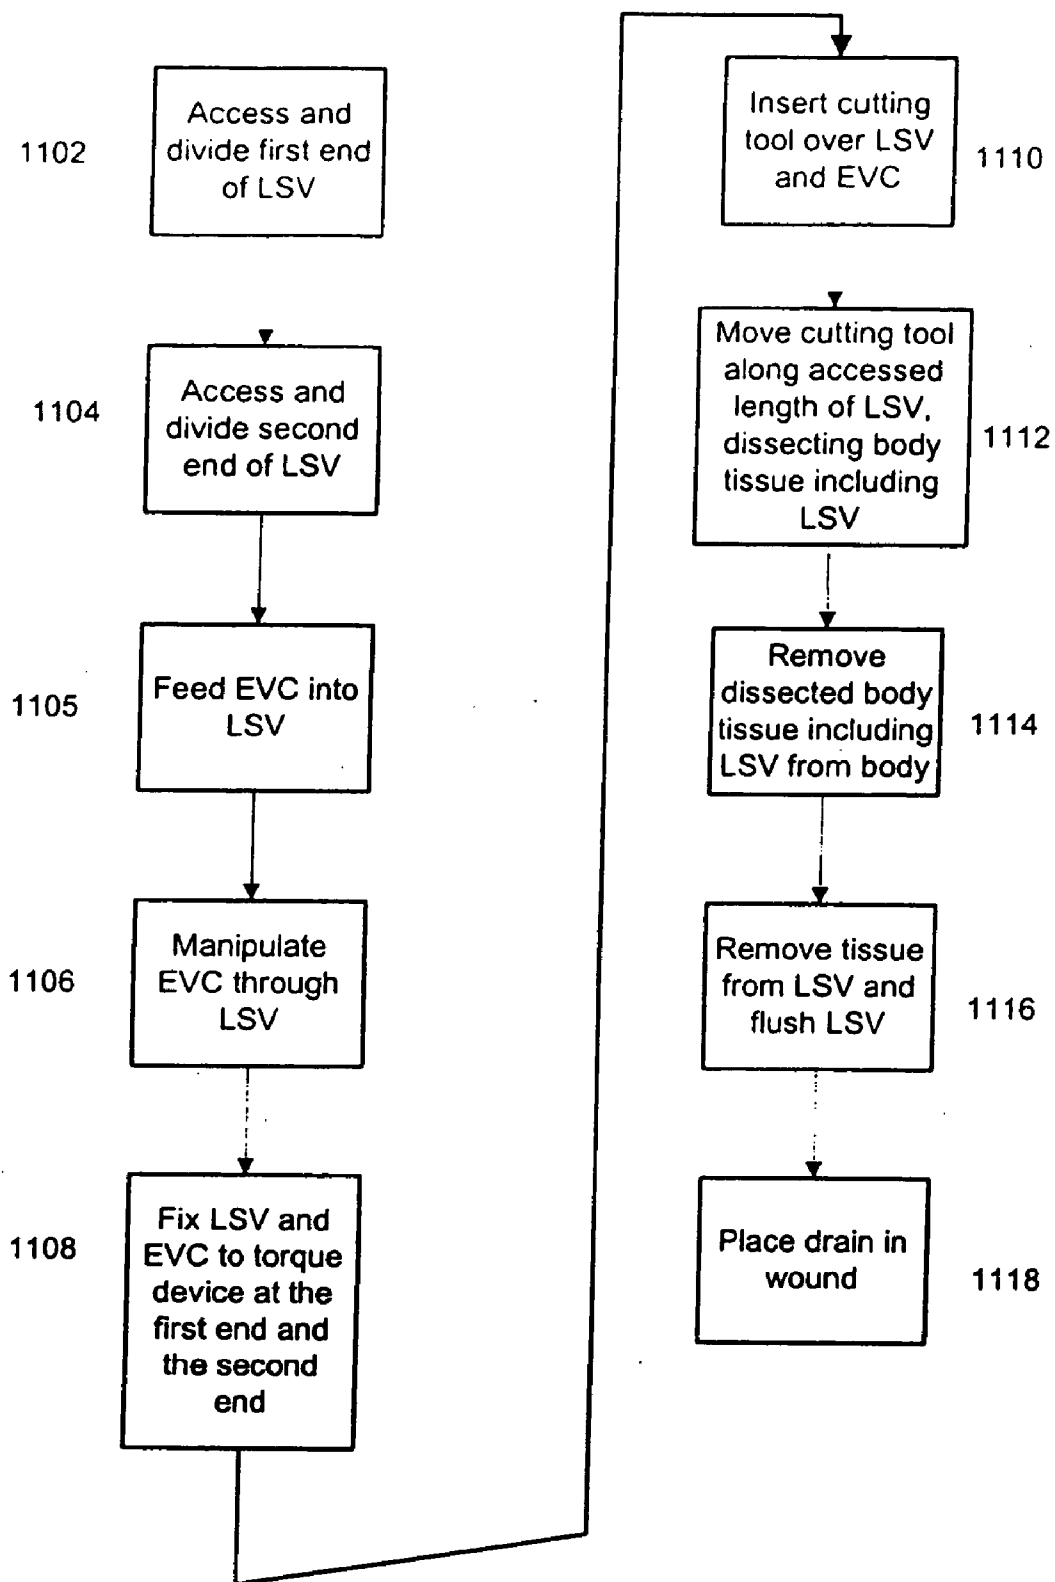 1102
Access and
divide first end
of LSV
1104
Access and
divide second
end of LSV
1105
Feed EVC into
LSV
1106
Manipulate
EVC through
LSV
1108
Fix LSV and
EVC to torque
device at the
first end and
the second
end
Insert cutting
tool over LSV
and EVC
1110
Move cutting tool
along accessed
length of LSV,
dissecting body
tissue including
LSV
1112
Remove
dissected body
tissue including
LSV from body
1114
Remove tissue
from LSV and
flush LSV
1116
Place drain in
wound
1118